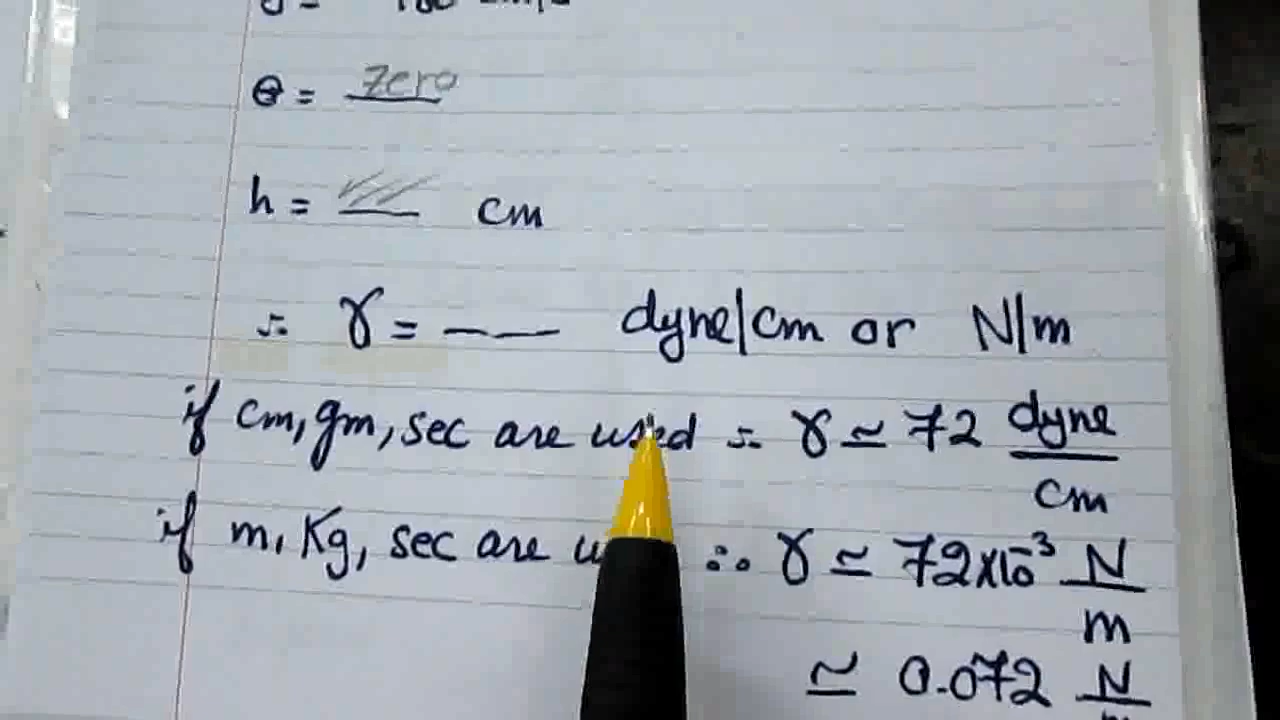 θ = Zero
h = cm
∴ γ = —— dyne/cm or N/m
if cm, gm, sec are used ∴ γ ≃ 72 dyne/cm
if m, Kg, sec are ∴ γ ≃ 72×10⁻³ N/m
≃ 0.072 N